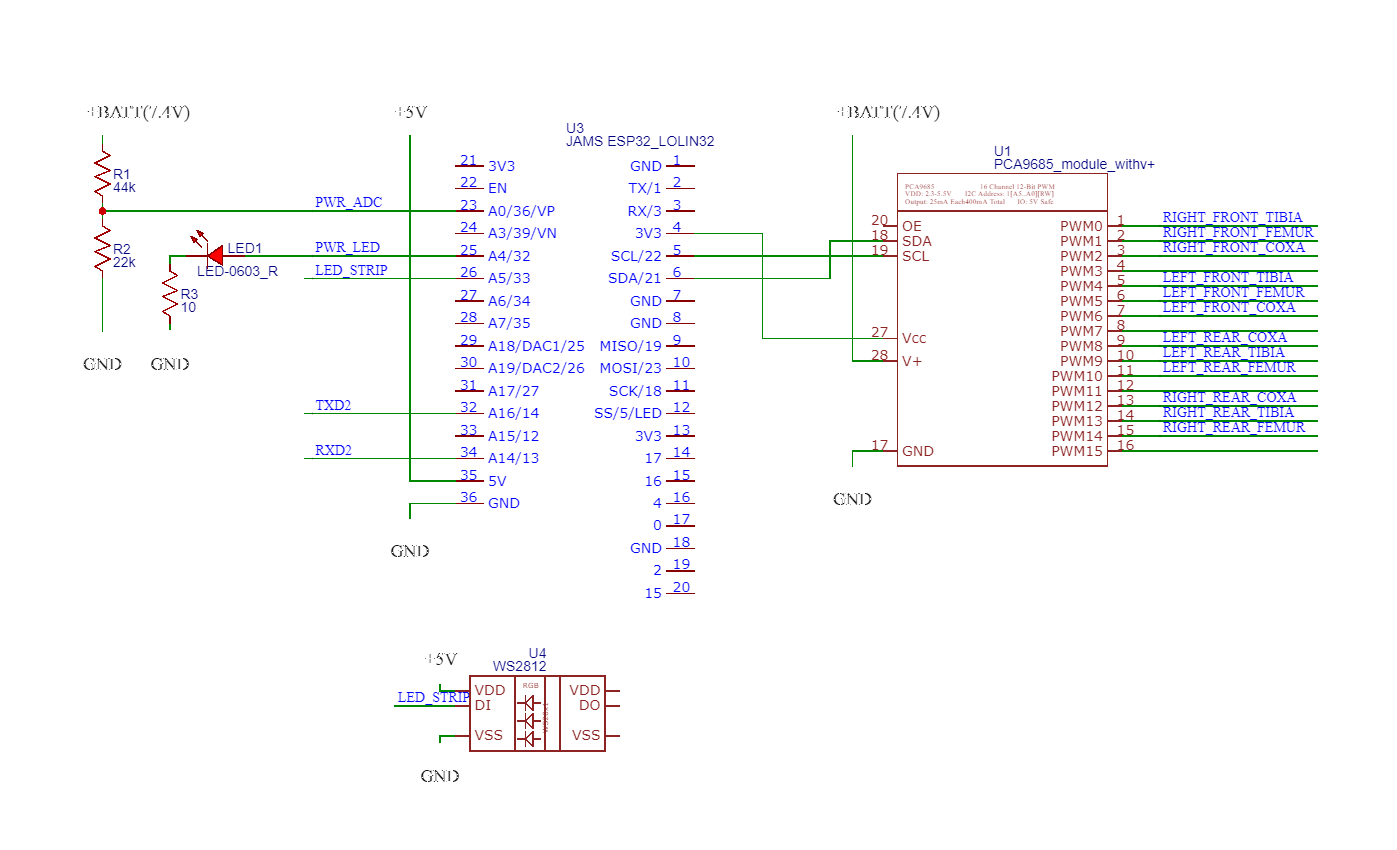 +BATT(7.4V)
R1
44k
R2
22k
GND
LED1
LED-0603_R
R3
10
GND
PWR_ADC
PWR_LED
LED_STRIP
TXD2
RXD2
+5V
GND
U3
JAMS ESP32_LOLIN32
21 3V3
22 EN
23 A0/36/VP
24 A3/39/VN
25 A4/32
26 A5/33
27 A6/34
28 A7/35
29 A18/DAC1/25
30 A19/DAC2/26
31 A17/27
32 A16/14
33 A15/12
34 A14/13
35 5V
36 GND
GND 1
TX/1 2
RX/3 3
3V3 4
SCL/22 5
SDA/21 6
GND 7
GND 8
MISO/19 9
MOSI/23 10
SCK/18 11
SS/5/LED 12
3V3 13
17 14
16 15
4 16
0 17
GND 18
2 19
15 20
+BATT(7.4V)
GND
U1
PCA9685_module_withv+
PCA9685 16 Channel 12-Bit PWM
VDD: 2.3-5.5V I2C Address: 1[A5..A0][RW]
Output: 25mA Each400mA Total IO: 5V Safe
20 OE
18 SDA
19 SCL
27 Vcc
28 V+
17 GND
PWM0 1 RIGHT_FRONT_TIBIA
PWM1 2 RIGHT_FRONT_FEMUR
PWM2 3 RIGHT_FRONT_COXA
PWM3 4
PWM4 5 LEFT_FRONT_TIBIA
PWM5 6 LEFT_FRONT_FEMUR
PWM6 7 LEFT_FRONT_COXA
PWM7 8
PWM8 9 LEFT_REAR_COXA
PWM9 10 LEFT_REAR_TIBIA
PWM10 11 LEFT_REAR_FEMUR
PWM11 12
PWM12 13 RIGHT_REAR_COXA
PWM13 14 RIGHT_REAR_TIBIA
PWM14 15 RIGHT_REAR_FEMUR
PWM15 16
+5V
U4
WS2812
LED_STRIP
VDD
DI
VSS
RGB
VDD
DO
VSS
GND